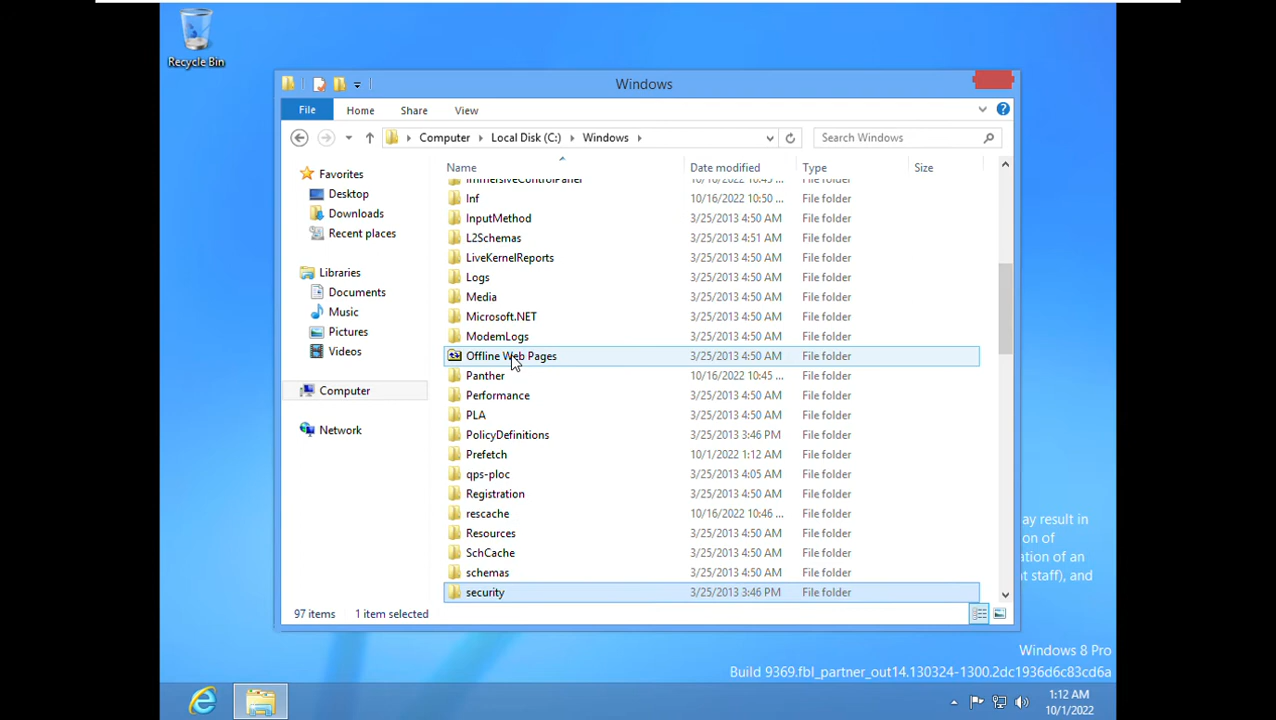 Recycle Bin
Windows
File Home Share View
Computer Local Disk (C:) Windows
Search Windows
Name Date modified Type Size
ImmersiveControlPanel 10/16/2022 10:45 ... File folder
Inf 10/16/2022 10:50 ... File folder
InputMethod 3/25/2013 4:50 AM File folder
L2Schemas 3/25/2013 4:51 AM File folder
LiveKernelReports 3/25/2013 4:50 AM File folder
Logs 3/25/2013 4:50 AM File folder
Media 3/25/2013 4:50 AM File folder
Microsoft.NET 3/25/2013 4:50 AM File folder
ModemLogs 3/25/2013 4:50 AM File folder
Offline Web Pages 3/25/2013 4:50 AM File folder
Panther 10/16/2022 10:45 ... File folder
Performance 3/25/2013 4:50 AM File folder
PLA 3/25/2013 4:50 AM File folder
PolicyDefinitions 3/25/2013 3:46 PM File folder
Prefetch 10/1/2022 1:12 AM File folder
qps-ploc 3/25/2013 4:05 AM File folder
Registration 3/25/2013 4:50 AM File folder
rescache 10/16/2022 10:46 ... File folder
Resources 3/25/2013 4:50 AM File folder
SchCache 3/25/2013 4:50 AM File folder
schemas 3/25/2013 4:50 AM File folder
security 3/25/2013 3:46 PM File folder
Favorites
Desktop
Downloads
Recent places
Libraries
Documents
Music
Pictures
Videos
Computer
Network
97 items 1 item selected
ay result in
on of
ation of an
t staff), and
Windows 8 Pro
Build 9369.fbl_partner_out14.130324-1300.2dc1936d6c83cd6a
1:12 AM
10/1/2022